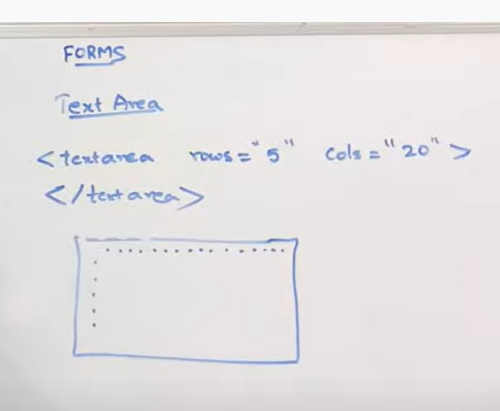 FORMS
Text Area
<textarea rows="5" cols="20">
</textarea>